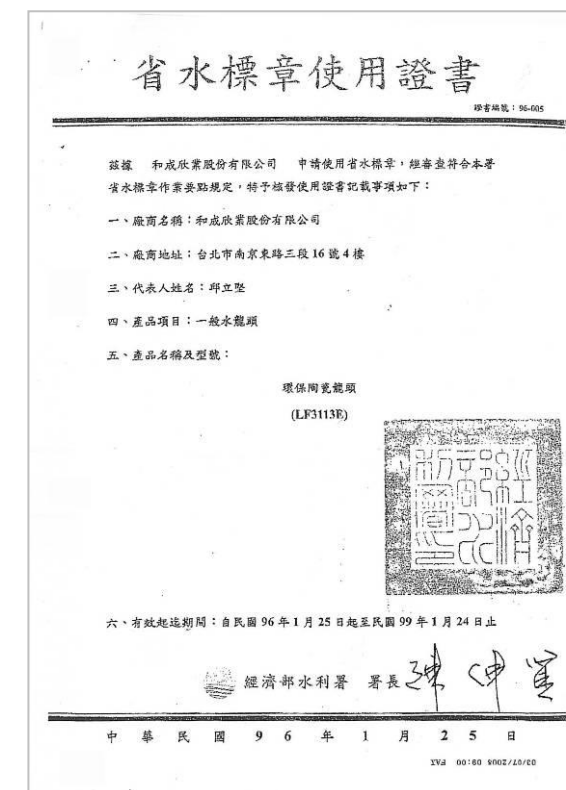 省水標章使用證書
證書編號：96-005
茲據 和成欣業股份有限公司 申請使用省水標章，經審查符合本署
省水標章作業要點規定，特予核發使用證書記載事項如下：
一、廠商名稱：和成欣業股份有限公司
二、廠商地址：台北市南京東路三段16號4樓
三、代表人姓名：邱立堅
四、產品項目：一般水龍頭
五、產品名稱及型號：
環保陶瓷龍頭
(LF3113E)
六、有效起迄期間：自民國96年1月25日起至民國99年1月24日止
經濟部水利署 署長 陳伸賢
中華民國96年1月25日
03/07/2008 09:00 FAX